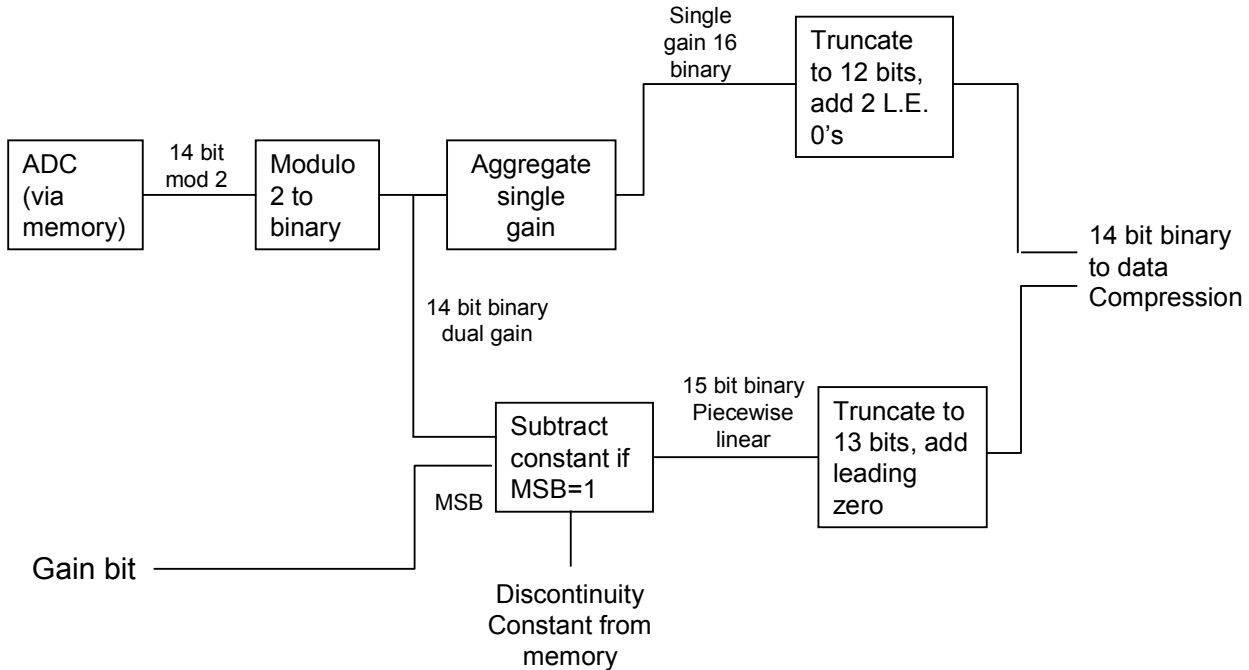 ADC
(via
memory)
14 bit
mod 2
Modulo
2 to
binary
Aggregate
single
gain
Single
gain 16
binary
Truncate
to 12 bits,
add 2 L.E.
0's
14 bit binary
to data
Compression
14 bit binary
dual gain
Subtract
constant if
MSB=1
15 bit binary
Piecewise
linear
Truncate to
13 bits, add
leading
zero
MSB
Gain bit
Discontinuity
Constant from
memory